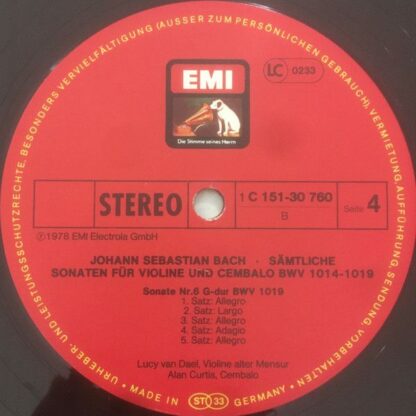 URHEBER- UND LEISTUNGSSCHUTZRECHTE, BESONDERS VERVIELFÄLTIGUNG (AUSSER ZUM PERSÖNLICHEN GEBRAUCH), VERMIETUNG, AUFFÜHRUNG, SENDUNG, VORBEHALTEN
EMI
LC 0233
Die Stimme seines Herrn
STEREO
1 C 151-30 760
B
Seite 4
Ⓟ 1978 EMI Electrola GmbH
JOHANN SEBASTIAN BACH · SÄMTLICHE
SONATEN FÜR VIOLINE UND CEMBALO BWV 1014-1019
Sonate Nr.6 G-dur BWV 1019
1. Satz: Allegro
2. Satz: Largo
3. Satz: Allegro
4. Satz: Adagio
5. Satz: Allegro
Lucy van Dael, Violine alter Mensur
Alan Curtis, Cembalo
MADE IN GERMANY
ST 33